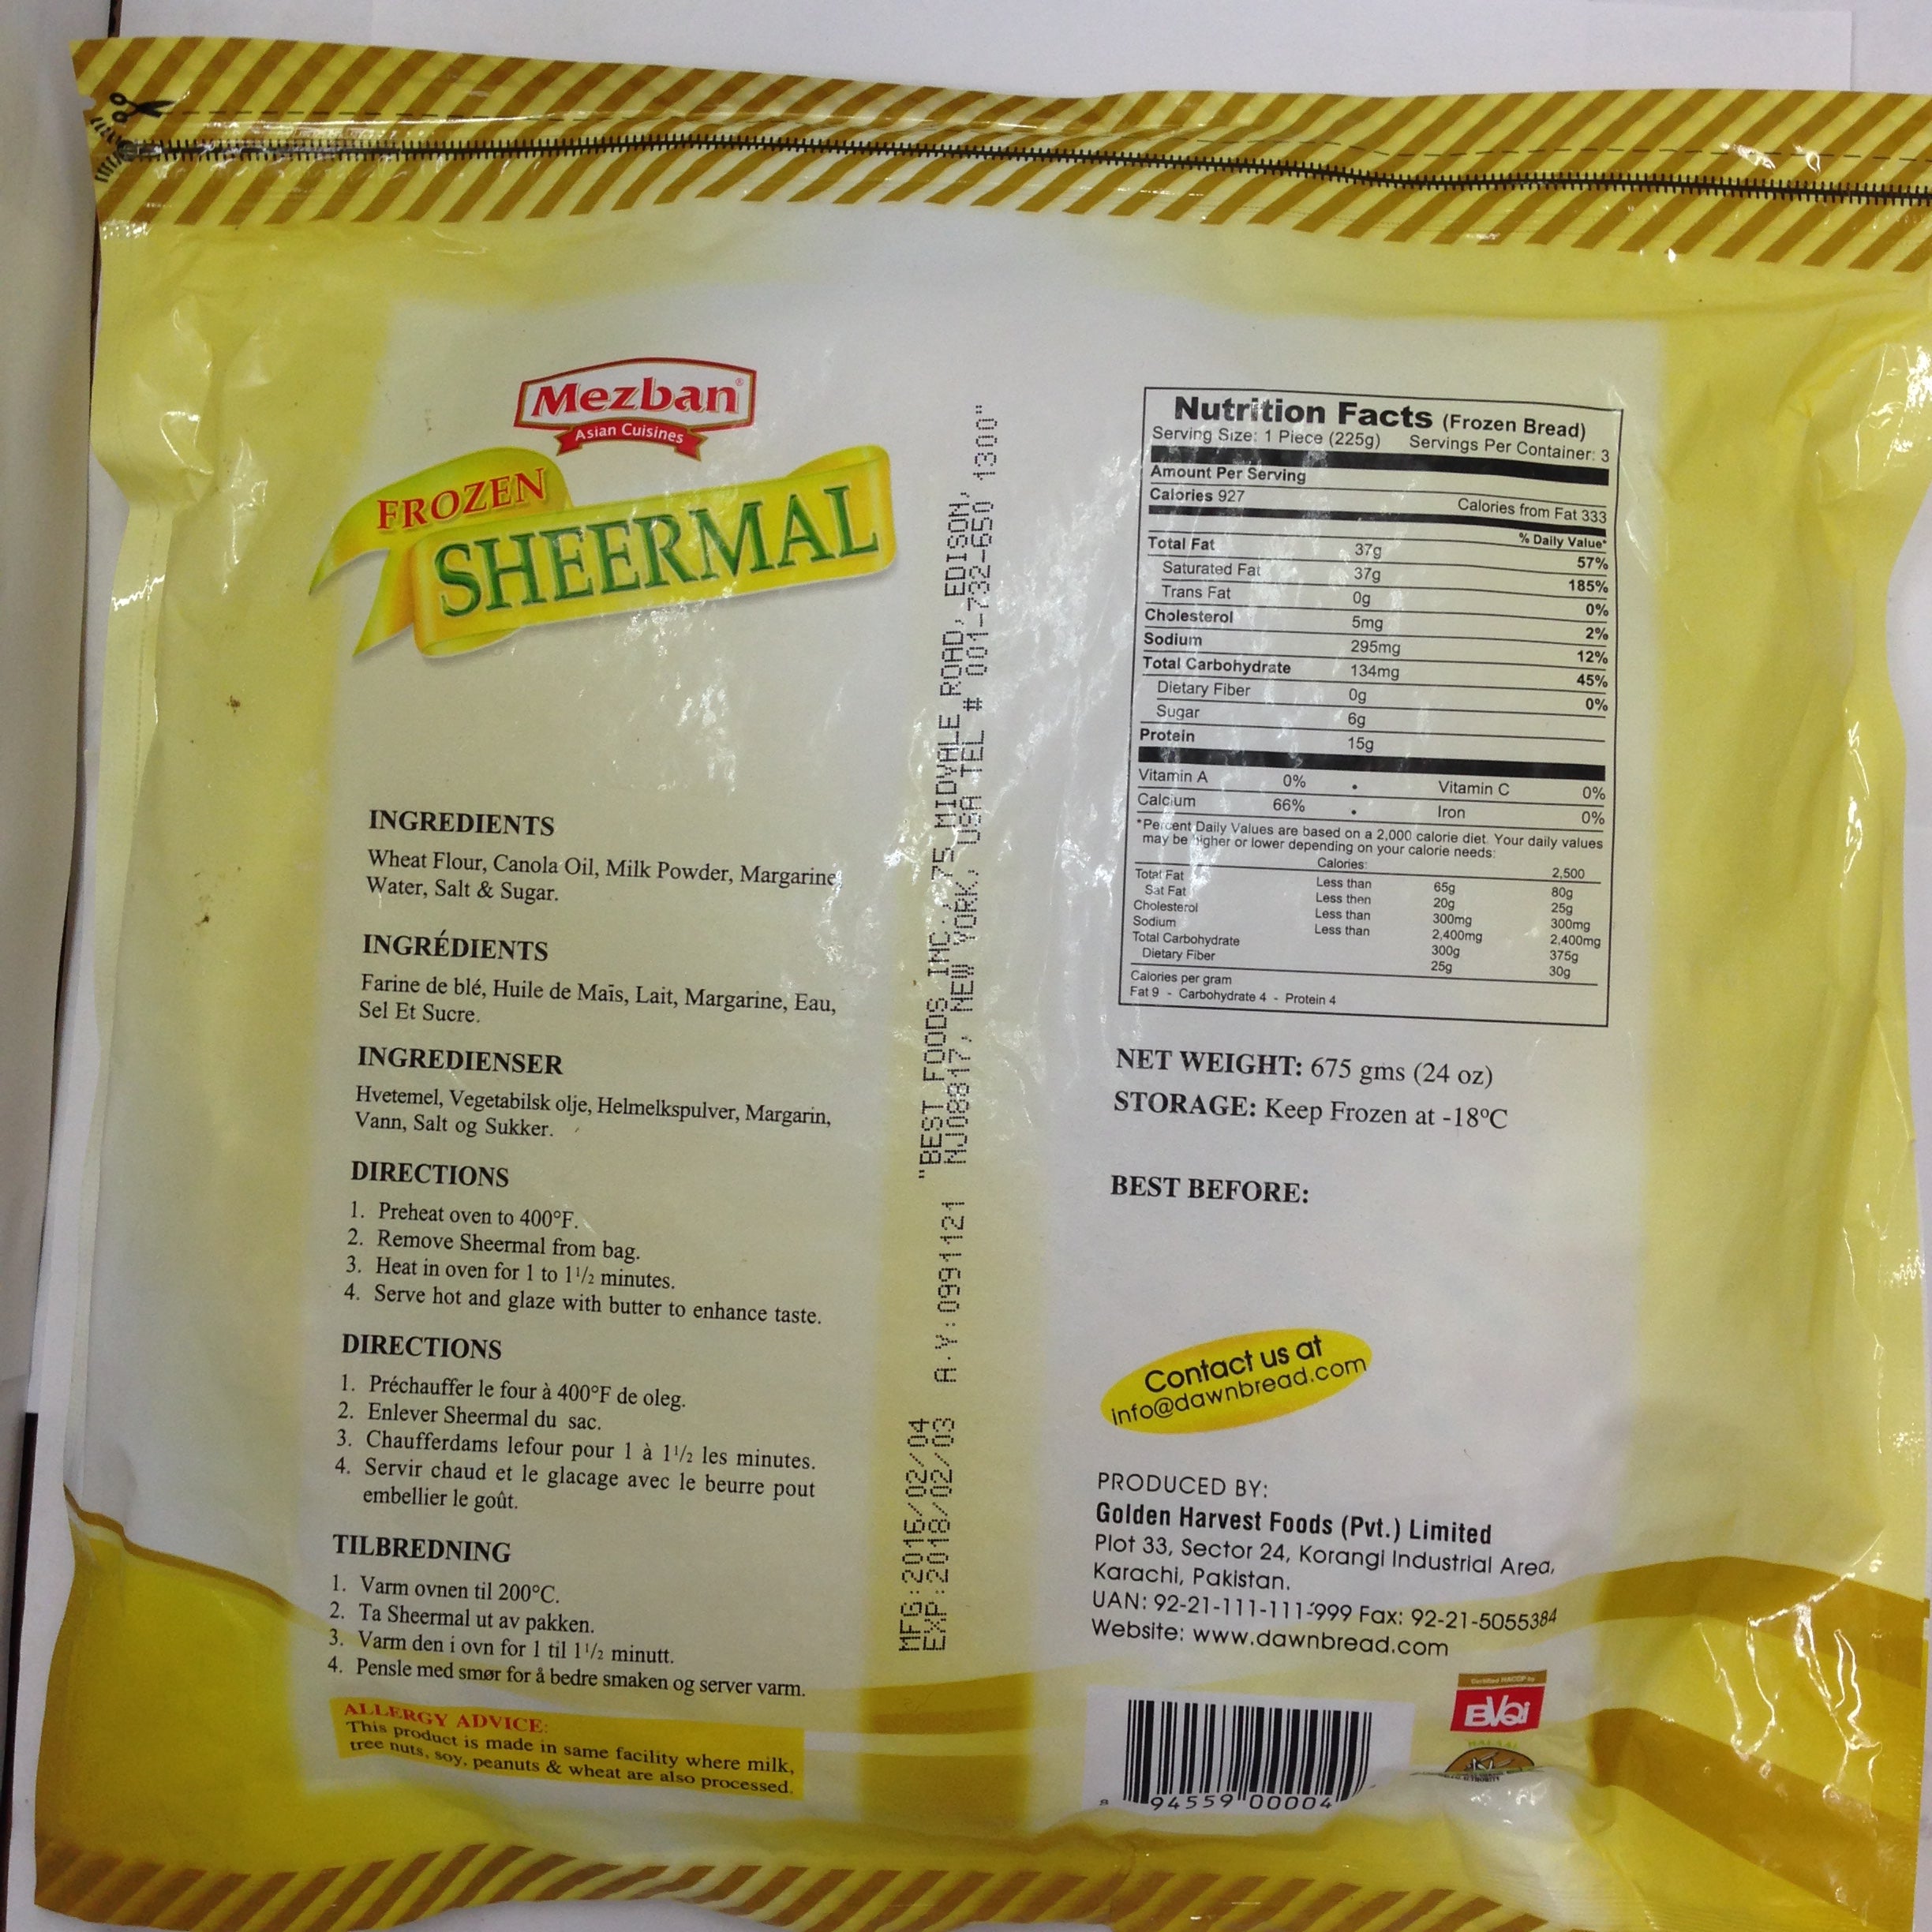 Mezban®
Asian Cuisines
FROZEN
SHEERMAL
INGREDIENTS
Wheat Flour, Canola Oil, Milk Powder, Margarine,
Water, Salt & Sugar.
INGRÉDIENTS
Farine de blé, Huile de Maïs, Lait, Margarine, Eau,
Sel Et Sucre.
INGREDIENSER
Hvetemel, Vegetabilsk olje, Helmelkspulver, Margarin,
Vann, Salt og Sukker.
DIRECTIONS
1. Preheat oven to 400°F.
2. Remove Sheermal from bag.
3. Heat in oven for 1 to 1 1/2 minutes.
4. Serve hot and glaze with butter to enhance taste.
DIRECTIONS
1. Préchauffer le four à 400°F de oleg.
2. Enlever Sheermal du sac.
3. Chaufferdams lefour pour 1 à 1 1/2 les minutes.
4. Servir chaud et le glacage avec le beurre pout
embellier le goût.
TILBREDNING
1. Varm ovnen til 200°C.
2. Ta Sheermal ut av pakken.
3. Varm den i ovn for 1 til 1 1/2 minutt.
4. Pensle med smør for å bedre smaken og server varm.
ALLERGY ADVICE:
This product is made in same facility where milk,
tree nuts, soy, peanuts & wheat are also processed.
MFG:2016/02/04
EXP:2018/02/03 A.Y:0991121
"BEST FOODS INC., 75 MIDVALE ROAD, EDISON,
NJ08817, NEW YORK, USA TEL # 001-732-650 1300"
Nutrition Facts (Frozen Bread)
Serving Size: 1 Piece (225g) Servings Per Container: 3
Amount Per Serving
Calories 927 Calories from Fat 333
% Daily Value*
Total Fat 37g 57%
Saturated Fat 37g 185%
Trans Fat 0g 0%
Cholesterol 5mg 2%
Sodium 295mg 12%
Total Carbohydrate 134mg 45%
Dietary Fiber 0g 0%
Sugar 6g
Protein 15g
Vitamin A 0% • Vitamin C 0%
Calcium 66% • Iron 0%
*Percent Daily Values are based on a 2,000 calorie diet. Your daily values
may be higher or lower depending on your calorie needs:
Calories: 2,500
Total Fat Less than 65g 80g
Sat Fat Less then 20g 25g
Cholesterol Less than 300mg 300mg
Sodium Less than 2,400mg 2,400mg
Total Carbohydrate 300g 375g
Dietary Fiber 25g 30g
Calories per gram
Fat 9 - Carbohydrate 4 - Protein 4
NET WEIGHT: 675 gms (24 oz)
STORAGE: Keep Frozen at -18°C
BEST BEFORE:
Contact us at
info@dawnbread.com
PRODUCED BY:
Golden Harvest Foods (Pvt.) Limited
Plot 33, Sector 24, Korangi Industrial Area,
Karachi, Pakistan.
UAN: 92-21-111-111-999 Fax: 92-21-5055384
Website: www.dawnbread.com
Certified HACCP by
BVQi
HALAAL
94559 00004